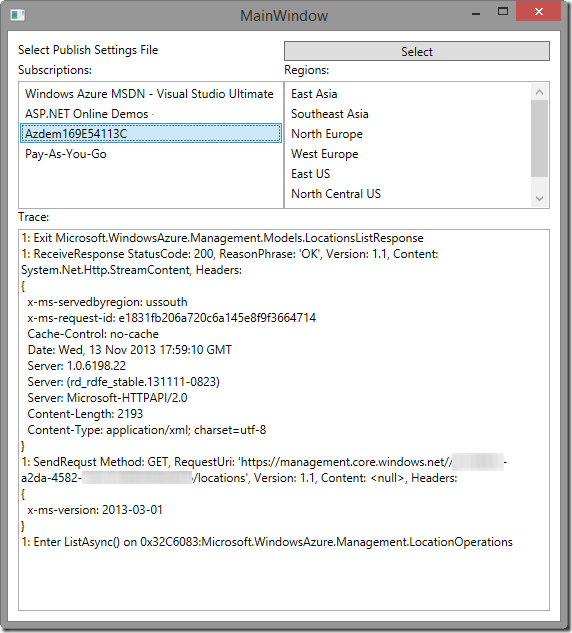 MainWindow
Select Publish Settings File
Select
Subscriptions:
Regions:
Windows Azure MSDN - Visual Studio Ultimate
ASP.NET Online Demos
Azdem169E54113C
Pay-As-You-Go
East Asia
Southeast Asia
North Europe
West Europe
East US
North Central US
Trace:
1: Exit Microsoft.WindowsAzure.Management.Models.LocationsListResponse
1: ReceiveResponse StatusCode: 200, ReasonPhrase: 'OK', Version: 1.1, Content:
System.Net.Http.StreamContent, Headers:
{
x-ms-servedbyregion: ussouth
x-ms-request-id: e1831fb206a720c6a145e8f9f3664714
Cache-Control: no-cache
Date: Wed, 13 Nov 2013 17:59:10 GMT
Server: 1.0.6198.22
Server: (rd_rdfe_stable.131111-0823)
Server: Microsoft-HTTPAPI/2.0
Content-Length: 2193
Content-Type: application/xml; charset=utf-8
}
1: SendRequst Method: GET, RequestUri: 'https://management.core.windows.net// -
a2da-4582- /locations', Version: 1.1, Content: <null>, Headers:
{
x-ms-version: 2013-03-01
}
1: Enter ListAsync() on 0x32C6083:Microsoft.WindowsAzure.Management.LocationOperations